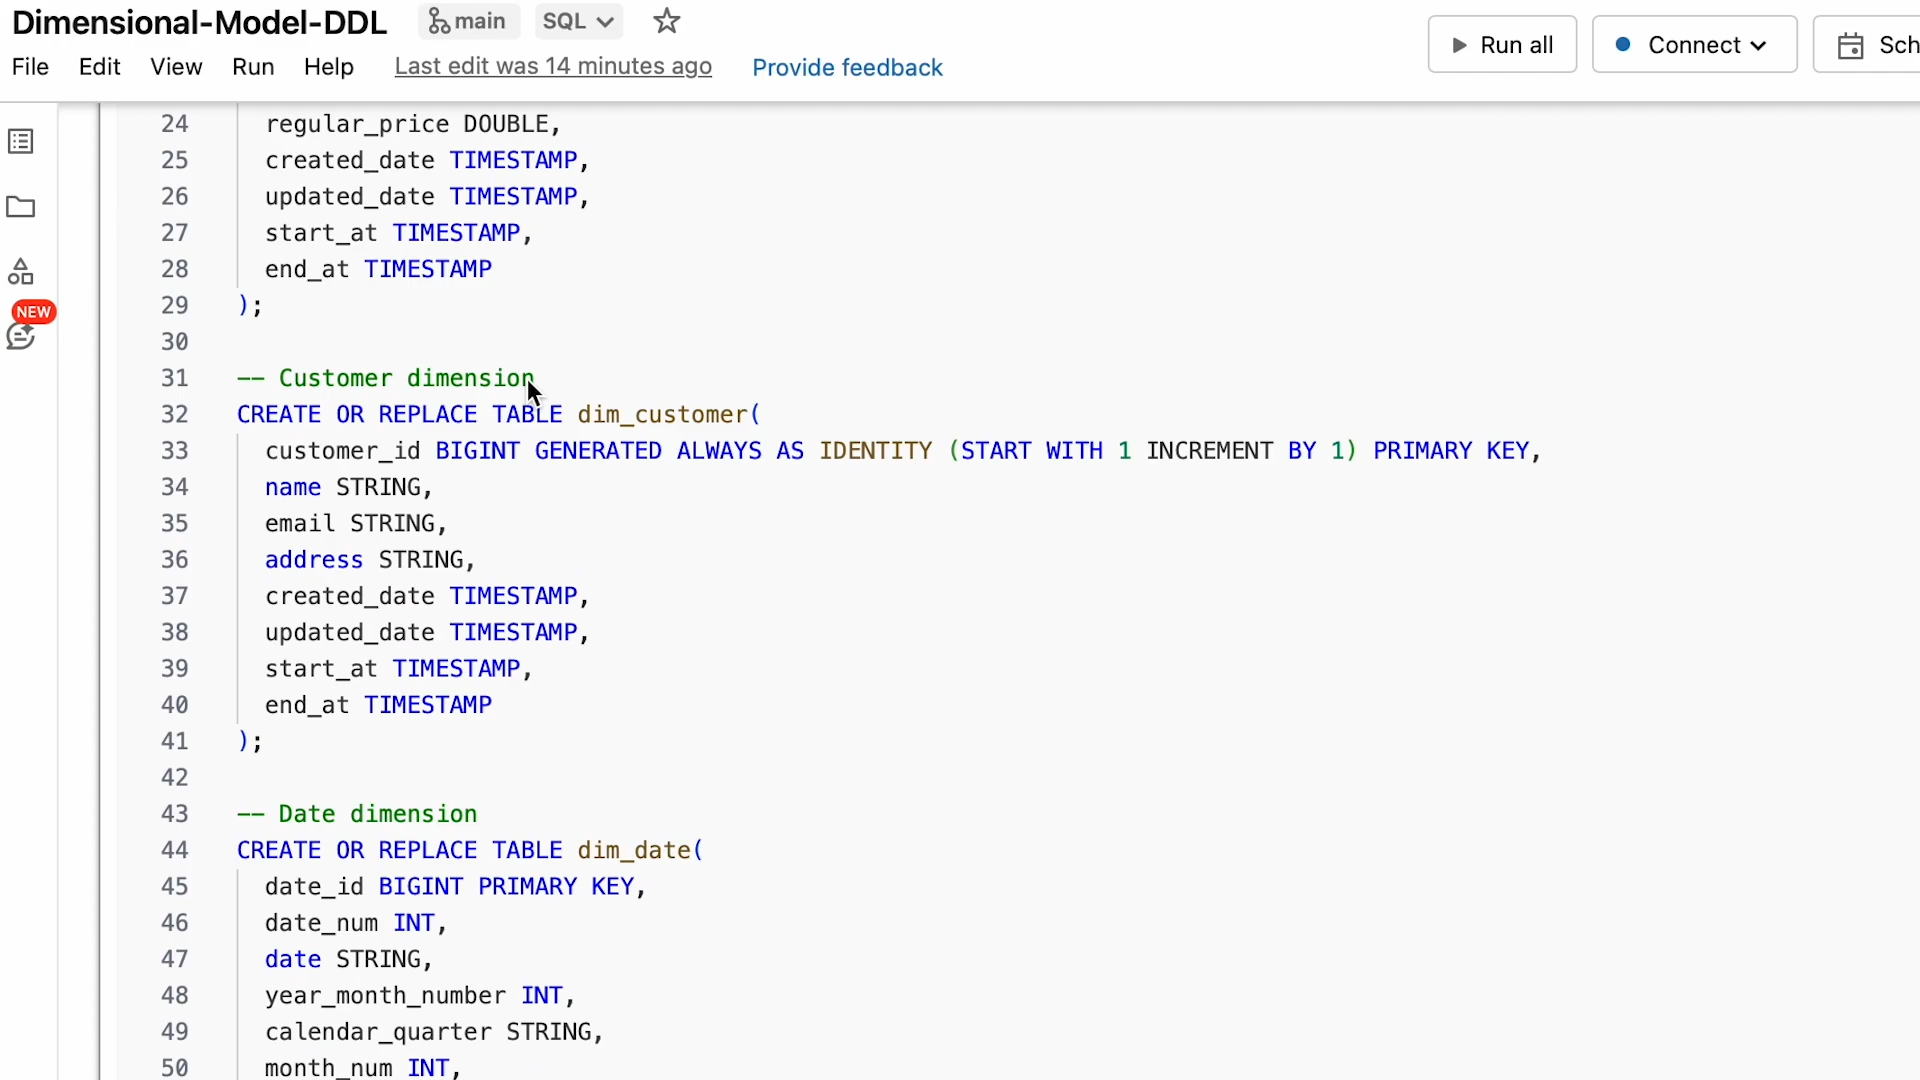 Dimensional-Model-DDL main SQL
File Edit View Run Help Last edit was 14 minutes ago Provide feedback
Run all Connect Sch
NEW
24 regular_price DOUBLE,
25 created_date TIMESTAMP,
26 updated_date TIMESTAMP,
27 start_at TIMESTAMP,
28 end_at TIMESTAMP
29 );
30
31 -- Customer dimension
32 CREATE OR REPLACE TABLE dim_customer(
33 customer_id BIGINT GENERATED ALWAYS AS IDENTITY (START WITH 1 INCREMENT BY 1) PRIMARY KEY,
34 name STRING,
35 email STRING,
36 address STRING,
37 created_date TIMESTAMP,
38 updated_date TIMESTAMP,
39 start_at TIMESTAMP,
40 end_at TIMESTAMP
41 );
42
43 -- Date dimension
44 CREATE OR REPLACE TABLE dim_date(
45 date_id BIGINT PRIMARY KEY,
46 date_num INT,
47 date STRING,
48 year_month_number INT,
49 calendar_quarter STRING,
50 month_num INT,